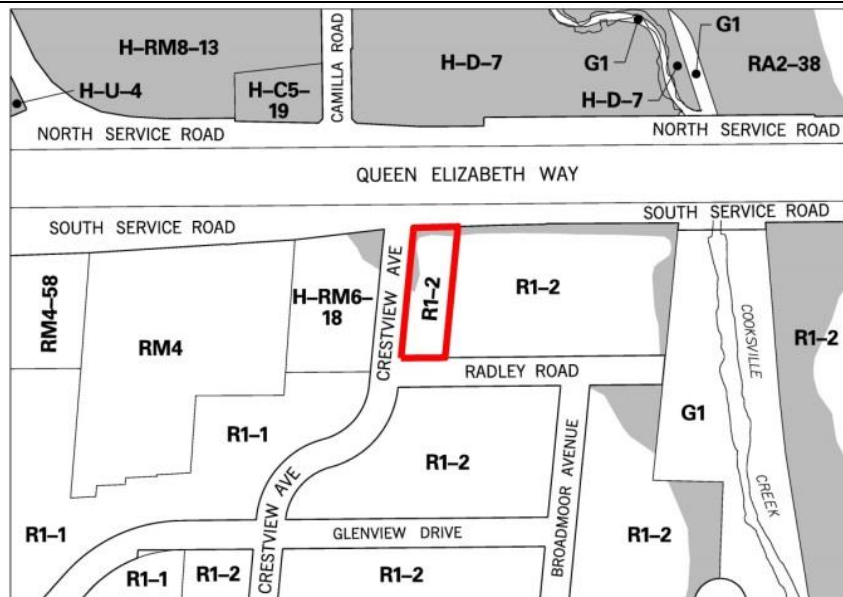 H-RM8-13
H-U-4
H-C5-
19
CAMILLA ROAD
H-D-7
G1
G1
H-D-7
RA2-38
NORTH SERVICE ROAD
NORTH SERVICE ROAD
QUEEN ELIZABETH WAY
SOUTH SERVICE ROAD
SOUTH SERVICE ROAD
RM4-58
RM4
H-RM6-
18
CRESTVIEW AVE
R1-2
R1-2
COOKSVILLE
CREEK
R1-2
RADLEY ROAD
G1
R1-1
R1-2
BROADMOOR AVENUE
CRESTVIEW AVE
R1-1
GLENVIEW DRIVE
R1-2
R1-1
R1-2
R1-2